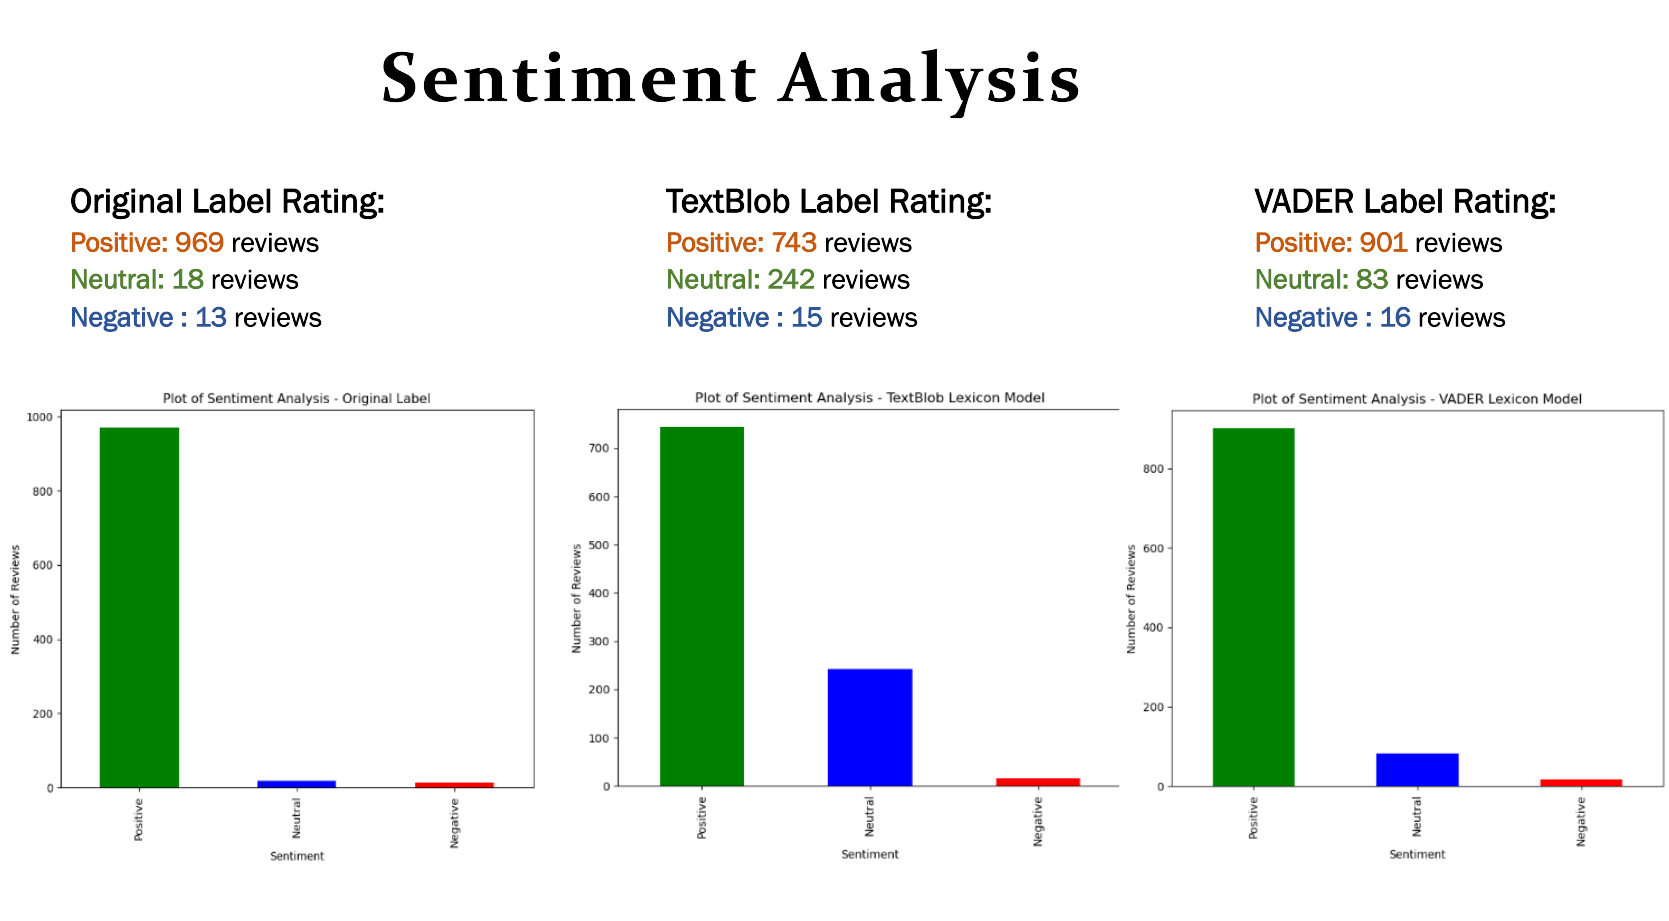 Sentiment Analysis
Original Label Rating:
Positive: 969 reviews
Neutral: 18 reviews
Negative : 13 reviews
TextBlob Label Rating:
Positive: 743 reviews
Neutral: 242 reviews
Negative : 15 reviews
VADER Label Rating:
Positive: 901 reviews
Neutral: 83 reviews
Negative : 16 reviews
Plot of Sentiment Analysis - Original Label
1000
800
600
400
200
0
Number of Reviews
Positive
Neutral
Negative
Sentiment
Plot of Sentiment Analysis - TextBlob Lexicon Model
700
600
500
400
300
200
100
0
Number of Reviews
Positive
Neutral
Negative
Sentiment
Plot of Sentiment Analysis - VADER Lexicon Model
800
600
400
200
0
Number of Reviews
Positive
Neutral
Negative
Sentiment